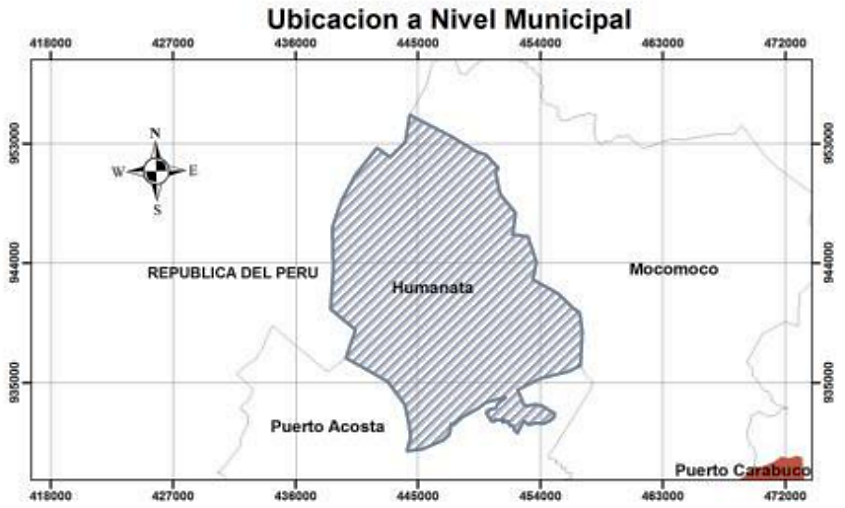 Ubicacion a Nivel Municipal
418000 427000 436000 445000 454000 463000 472000
953000 953000
N
W E
S
944000 944000
REPUBLICA DEL PERU Mocomoco
Humanata
935000 935000
Puerto Acosta
Puerto Carabuco
418000 427000 436000 445000 454000 463000 472000